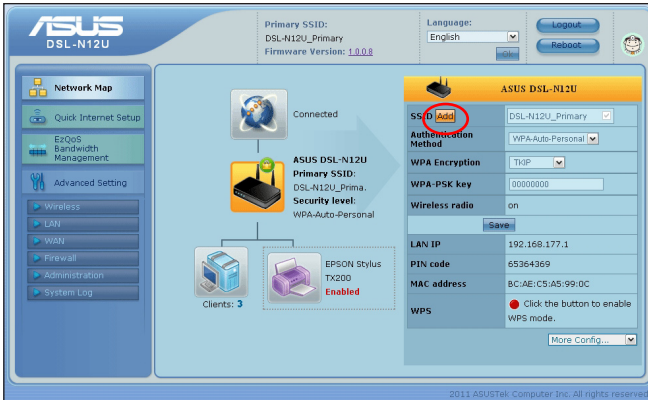 ASUS
DSL-N12U
Primary SSID:
DSL-N12U_Primary
Firmware Version: 1.0.0.8
Language:
English
Ok
Logout
Reboot
Network Map
Quick Internet Setup
EzQoS
Bandwidth
Management
Advanced Setting
Wireless
LAN
WAN
Firewall
Administration
System Log
Connected
ASUS DSL-N12U
Primary SSID:
DSL-N12U_Prima.
Security level:
WPA-Auto-Personal
Clients: 3
EPSON Stylus
TX200
Enabled
ASUS DSL-N12U
SSID Add DSL-N12U_Primary
Authentication
Method
WPA-Auto-Personal
WPA Encryption TKIP
WPA-PSK key 00000000
Wireless radio on
Save
LAN IP 192.168.177.1
PIN code 65364369
MAC address BC:AE:C5:A5:99:0C
WPS
Click the button to enable
WPS mode.
More Config...
2011 ASUSTek Computer Inc. All rights reserved